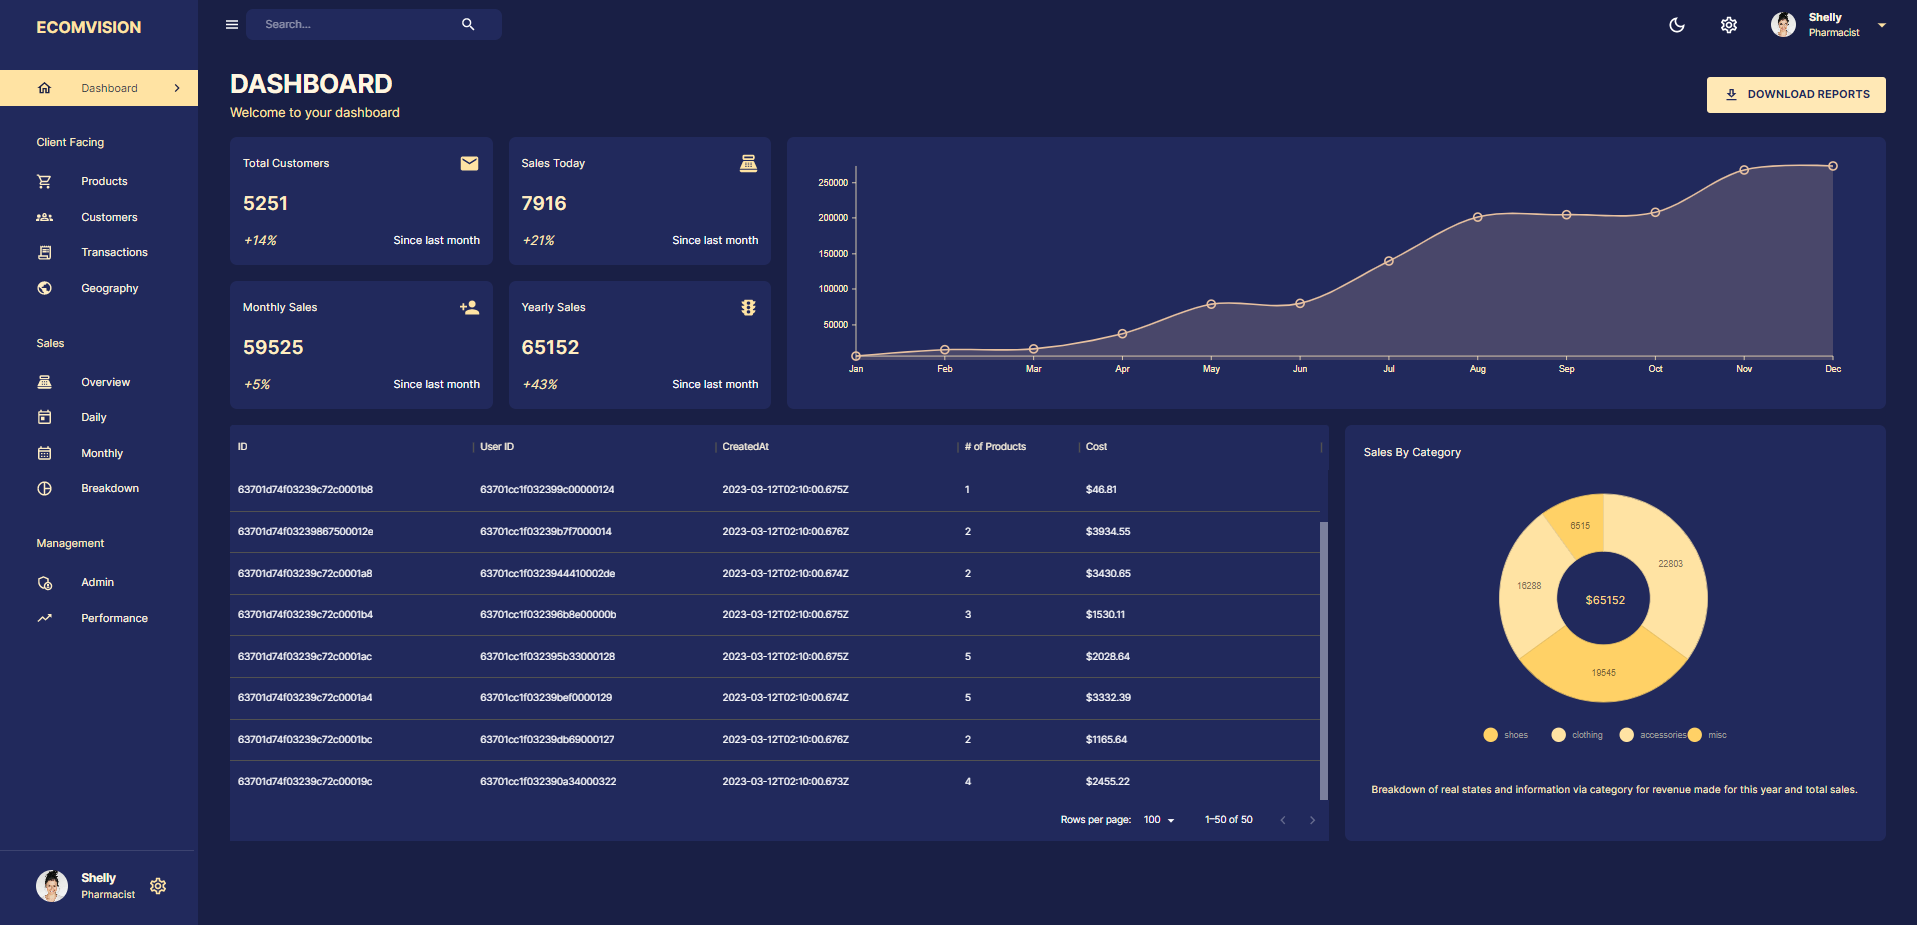 ECOMVISION
Search...
Shelly
Pharmacist
Dashboard
Client Facing
Products
Customers
Transactions
Geography
Sales
Overview
Daily
Monthly
Breakdown
Management
Admin
Performance
Shelly
Pharmacist
DASHBOARD
Welcome to your dashboard
DOWNLOAD REPORTS
Total Customers
5251
+14% Since last month
Sales Today
7916
+21% Since last month
Monthly Sales
59525
+5% Since last month
Yearly Sales
65152
+43% Since last month
250000
200000
150000
100000
50000
Jan Feb Mar Apr May Jun Jul Aug Sep Oct Nov Dec
ID User ID CreatedAt # of Products Cost
63701d74f03239c72c0001b8 63701cc1f032399c00000124 2023-03-12T02:10:00.675Z 1 $46.81
63701d74f03239867500012e 63701cc1f03239b7f7000014 2023-03-12T02:10:00.676Z 2 $3934.55
63701d74f03239c72c0001a8 63701cc1f0323944410002de 2023-03-12T02:10:00.674Z 2 $3430.65
63701d74f03239c72c0001b4 63701cc1f032396b8e00000b 2023-03-12T02:10:00.675Z 3 $1530.11
63701d74f03239c72c0001ac 63701cc1f032395b33000128 2023-03-12T02:10:00.675Z 5 $2028.64
63701d74f03239c72c0001a4 63701cc1f03239bef0000129 2023-03-12T02:10:00.674Z 5 $3332.39
63701d74f03239c72c0001bc 63701cc1f03239db69000127 2023-03-12T02:10:00.676Z 2 $1165.64
63701d74f03239c72c00019c 63701cc1f032390a34000322 2023-03-12T02:10:00.673Z 4 $2455.22
Rows per page: 100 1–50 of 50
Sales By Category
6515
22803
16288
$65152
19545
shoes clothing accessories misc
Breakdown of real states and information via category for revenue made for this year and total sales.